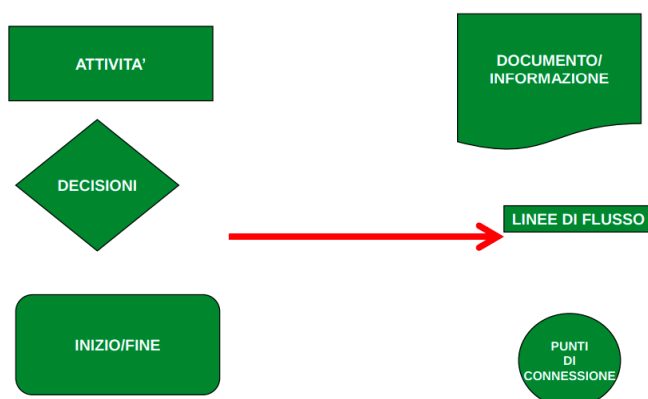 ATTIVITA’
DOCUMENTO/
INFORMAZIONE
DECISIONI
LINEE DI FLUSSO
INIZIO/FINE
PUNTI
DI
CONNESSIONE